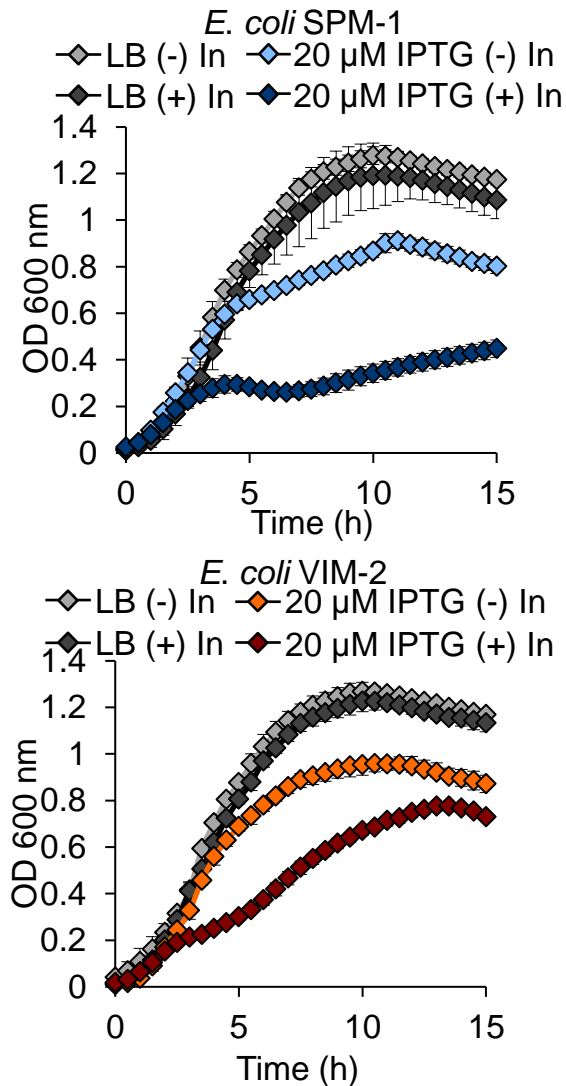 E. coli SPM-1
LB (-) In 20 µM IPTG (-) In
LB (+) In 20 µM IPTG (+) In
1.4
1.2
1.0
0.8
0.6
0.4
0.2
0
OD 600 nm
0 5 10 15
Time (h)
E. coli VIM-2
LB (-) In 20 µM IPTG (-) In
LB (+) In 20 µM IPTG (+) In
1.4
1.2
1.0
0.8
0.6
0.4
0.2
0
OD 600 nm
0 5 10 15
Time (h)